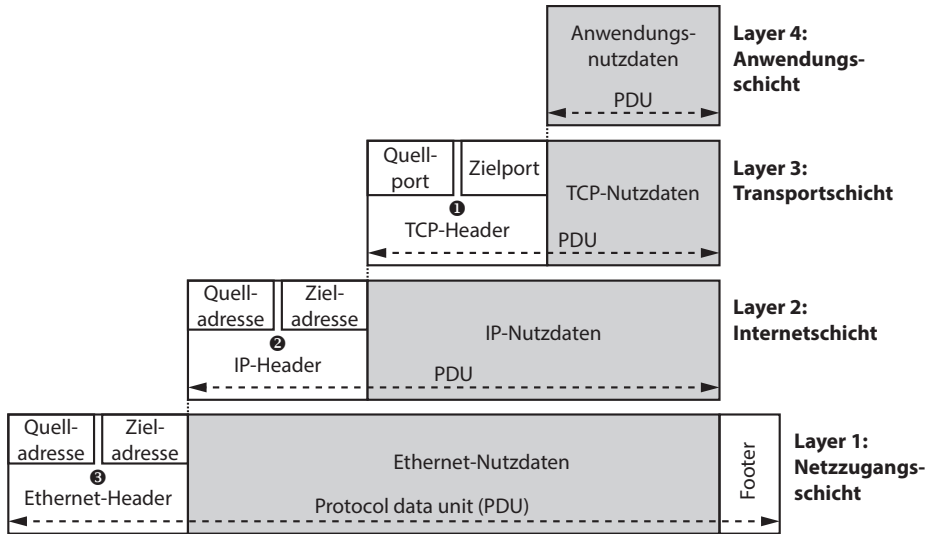 Anwendungs-
nutzdaten
PDU
Layer 4:
Anwendungs-
schicht
Quell-
port
Zielport
❶
TCP-Header
TCP-Nutzdaten
PDU
Layer 3:
Transportschicht
Quell-
adresse
Ziel-
adresse
❷
IP-Header
IP-Nutzdaten
PDU
Layer 2:
Internetschicht
Quell-
adresse
Ziel-
adresse
❸
Ethernet-Header
Ethernet-Nutzdaten
Protocol data unit (PDU)
Footer
Layer 1:
Netzzugangs-
schicht